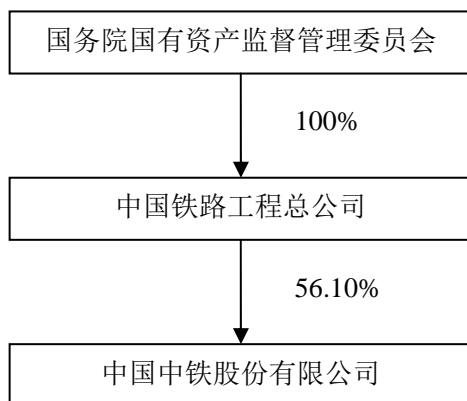 国务院国有资产监督管理委员会
100%
中国铁路工程总公司
56.10%
中国中铁股份有限公司